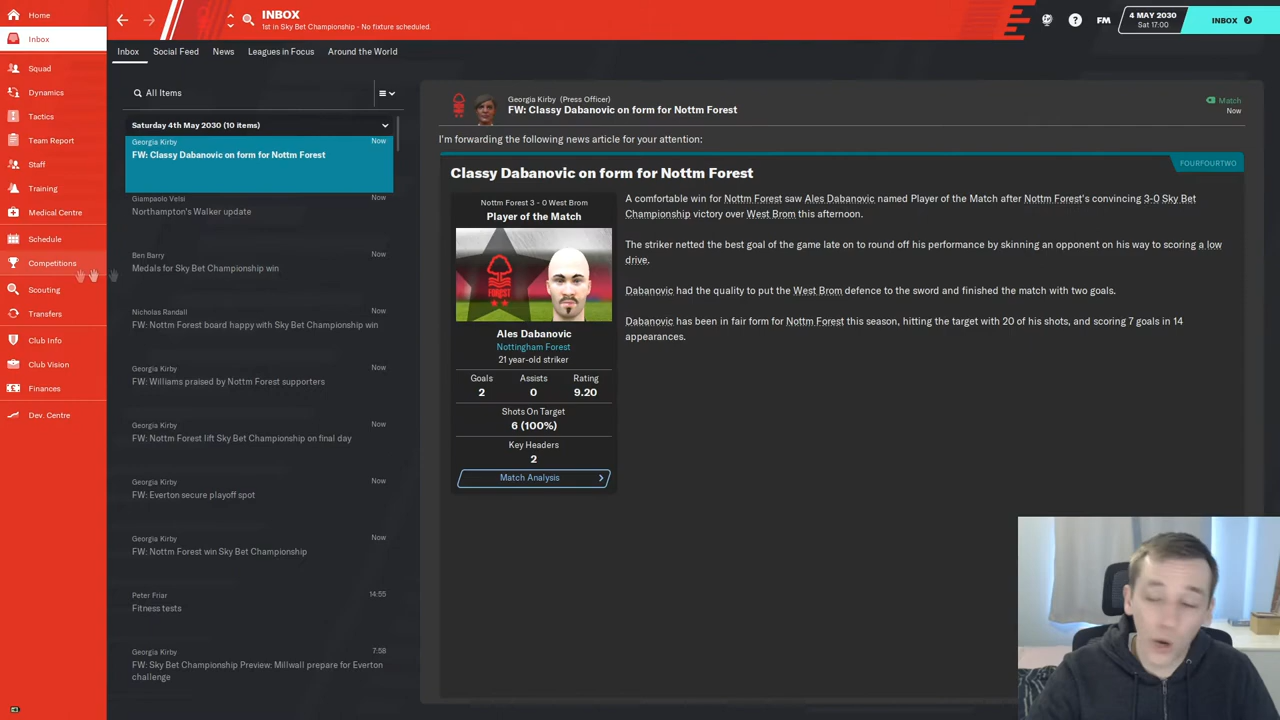 Home
Inbox
Squad
Dynamics
Tactics
Team Report
Staff
Training
Medical Centre
Schedule
Competitions
Scouting
Transfers
Club Info
Club Vision
Finances
Dev. Centre
INBOX
1st in Sky Bet Championship - No fixture scheduled.
FM
4 MAY 2030
Sat 17:00
INBOX
Inbox
Social Feed
News
Leagues in Focus
Around the World
All Items
Saturday 4th May 2030 (10 items)
Georgia Kirby
Now
FW: Classy Dabanovic on form for Nottm Forest
Giampaolo Velsi
Now
Northampton's Walker update
Ben Barry
Now
Medals for Sky Bet Championship win
Nicholas Randall
Now
FW: Nottm Forest board happy with Sky Bet Championship win
Georgia Kirby
Now
FW: Williams praised by Nottm Forest supporters
Georgia Kirby
Now
FW: Nottm Forest lift Sky Bet Championship on final day
Georgia Kirby
Now
FW: Everton secure playoff spot
Georgia Kirby
Now
FW: Nottm Forest win Sky Bet Championship
Peter Friar
14:55
Fitness tests
Georgia Kirby
7:58
FW: Sky Bet Championship Preview: Millwall prepare for Everton
challenge
Georgia Kirby (Press Officer)
FW: Classy Dabanovic on form for Nottm Forest
Match
Now
I'm forwarding the following news article for your attention:
FOURFOURTWO
Classy Dabanovic on form for Nottm Forest
Nottm Forest 3 - 0 West Brom
Player of the Match
FOREST
Ales Dabanovic
Nottingham Forest
21 year-old striker
Goals Assists Rating
2 0 9.20
Shots On Target
6 (100%)
Key Headers
2
Match Analysis
A comfortable win for Nottm Forest saw Ales Dabanovic named Player of the Match after Nottm Forest's convincing 3-0 Sky Bet
Championship victory over West Brom this afternoon.
The striker netted the best goal of the game late on to round off his performance by skinning an opponent on his way to scoring a low
drive.
Dabanovic had the quality to put the West Brom defence to the sword and finished the match with two goals.
Dabanovic has been in fair form for Nottm Forest this season, hitting the target with 20 of his shots, and scoring 7 goals in 14
appearances.